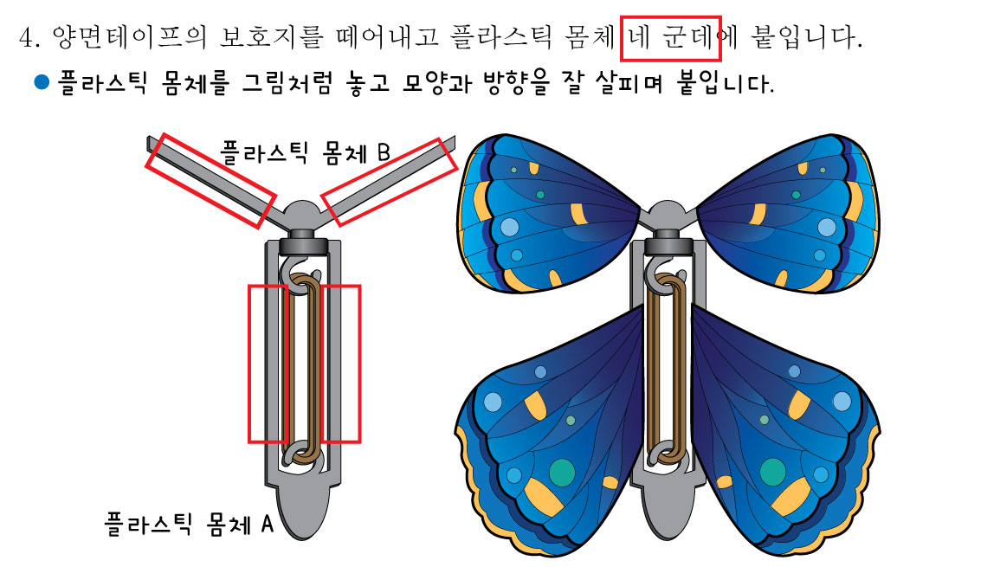 4. 양면테이프의 보호지를 떼어내고 플라스틱 몸체 네 군데에 붙입니다.
● 플라스틱 몸체를 그림처럼 놓고 모양과 방향을 잘 살피며 붙입니다.
플라스틱 몸체 B
플라스틱 몸체 A